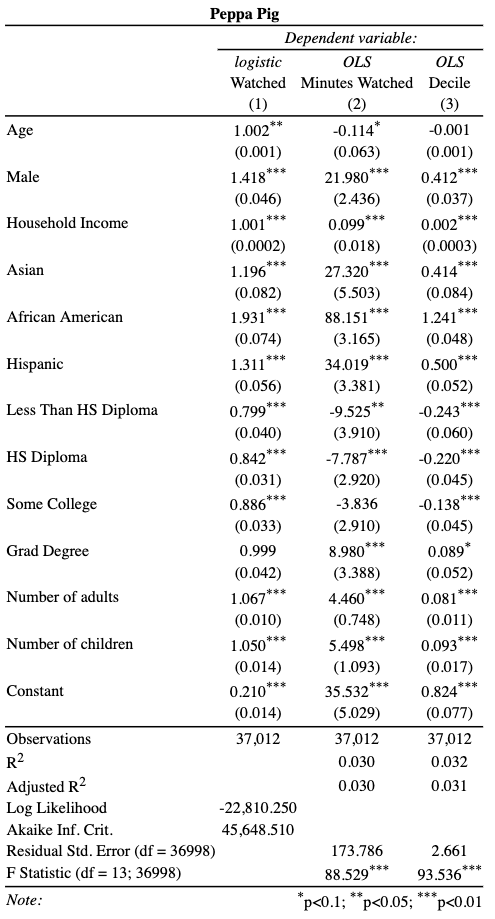 Peppa Pig
Dependent variable:
logistic OLS OLS
Watched Minutes Watched Decile
(1) (2) (3)
Age 1.002** -0.114* -0.001
(0.001) (0.063) (0.001)
Male 1.418*** 21.980*** 0.412***
(0.046) (2.436) (0.037)
Household Income 1.001*** 0.099*** 0.002***
(0.0002) (0.018) (0.0003)
Asian 1.196*** 27.320*** 0.414***
(0.082) (5.503) (0.084)
African American 1.931*** 88.151*** 1.241***
(0.074) (3.165) (0.048)
Hispanic 1.311*** 34.019*** 0.500***
(0.056) (3.381) (0.052)
Less Than HS Diploma 0.799*** -9.525** -0.243***
(0.040) (3.910) (0.060)
HS Diploma 0.842*** -7.787*** -0.220***
(0.031) (2.920) (0.045)
Some College 0.886*** -3.836 -0.138***
(0.033) (2.910) (0.045)
Grad Degree 0.999 8.980*** 0.089*
(0.042) (3.388) (0.052)
Number of adults 1.067*** 4.460*** 0.081***
(0.010) (0.748) (0.011)
Number of children 1.050*** 5.498*** 0.093***
(0.014) (1.093) (0.017)
Constant 0.210*** 35.532*** 0.824***
(0.014) (5.029) (0.077)
Observations 37,012 37,012 37,012
R2 0.030 0.032
Adjusted R2 0.030 0.031
Log Likelihood -22,810.250
Akaike Inf. Crit. 45,648.510
Residual Std. Error (df = 36998) 173.786 2.661
F Statistic (df = 13; 36998) 88.529*** 93.536***
Note: *p<0.1; **p<0.05; ***p<0.01